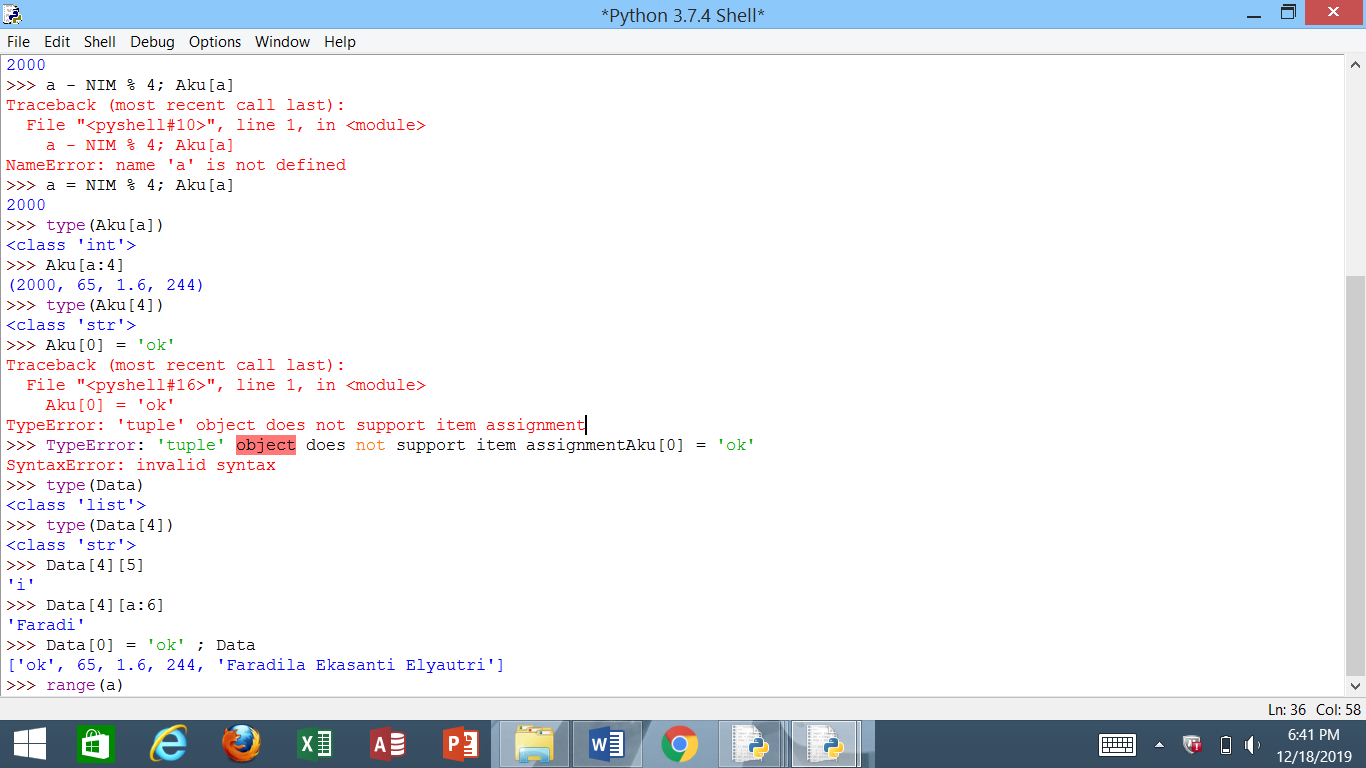 *Python 3.7.4 Shell*
File Edit Shell Debug Options Window Help
2000
>>> a - NIM % 4; Aku[a]
Traceback (most recent call last):
  File "<pyshell#10>", line 1, in <module>
    a - NIM % 4; Aku[a]
NameError: name 'a' is not defined
>>> a = NIM % 4; Aku[a]
2000
>>> type(Aku[a])
<class 'int'>
>>> Aku[a:4]
(2000, 65, 1.6, 244)
>>> type(Aku[4])
<class 'str'>
>>> Aku[0] = 'ok'
Traceback (most recent call last):
  File "<pyshell#16>", line 1, in <module>
    Aku[0] = 'ok'
TypeError: 'tuple' object does not support item assignment
>>> TypeError: 'tuple' object does not support item assignmentAku[0] = 'ok'
SyntaxError: invalid syntax
>>> type(Data)
<class 'list'>
>>> type(Data[4])
<class 'str'>
>>> Data[4][5]
'i'
>>> Data[4][a:6]
'Faradi'
>>> Data[0] = 'ok' ; Data
['ok', 65, 1.6, 244, 'Faradila Ekasanti Elyautri']
>>> range(a)
Ln: 36 Col: 58
6:41 PM
12/18/2019